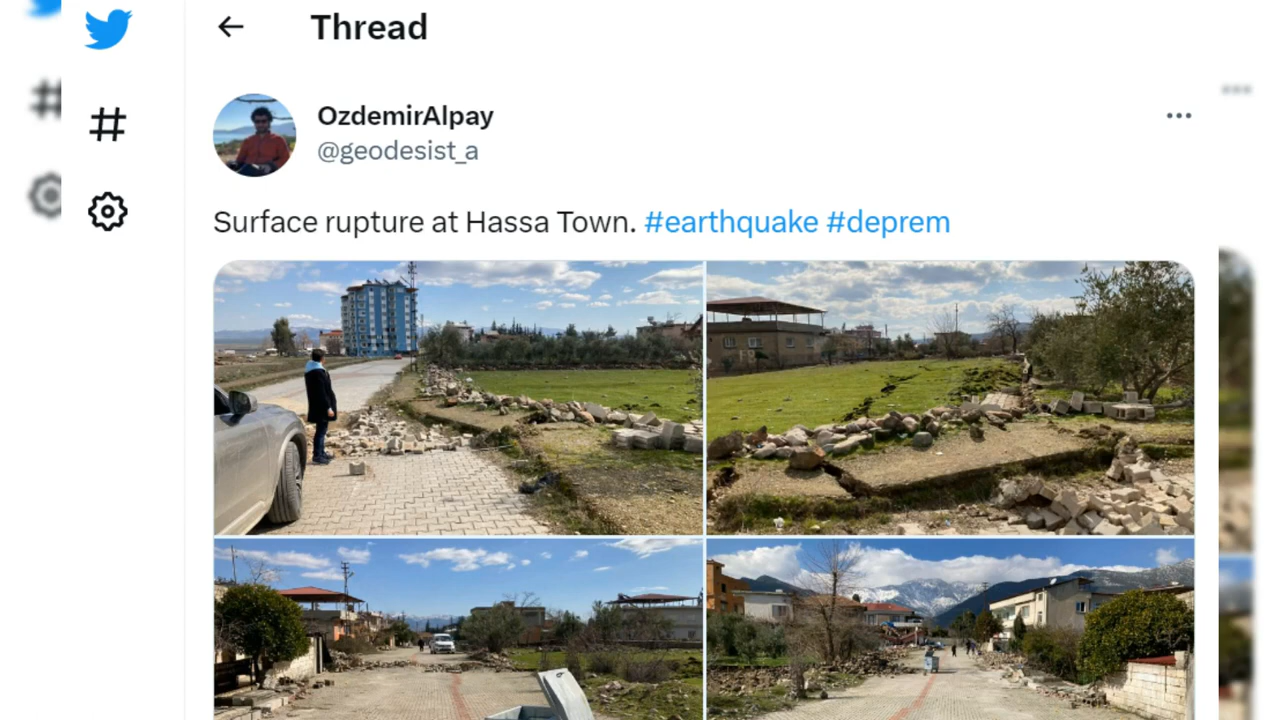 Thread
OzdemirAlpay
@geodesist_a
Surface rupture at Hassa Town. #earthquake #deprem